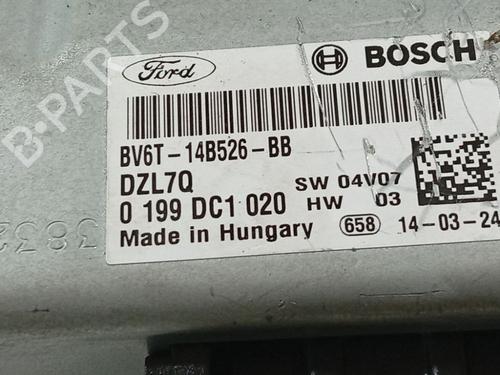 Ford BOSCH
BV6T-14B526-BB
DZL7Q SW 04V07
0 199 DC1 020 HW 03
Made in Hungary 658 14-03-24
B-PARTS